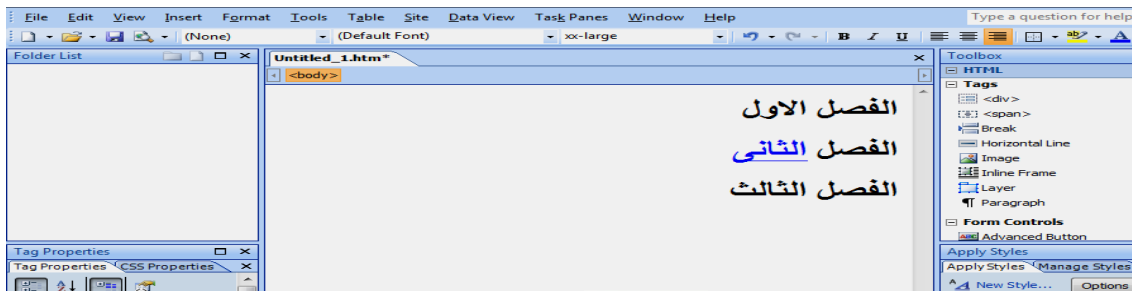 File Edit View Insert Format Tools Table Site Data View Task Panes Window Help Type a question for help
(None) (Default Font) xx-large B I U A
Folder List
Untitled_1.htm*
<body>
الفصل الاول
الفصل الثانى
الفصل الثالث
Toolbox
HTML
Tags
<div>
<span>
Break
Horizontal Line
Image
Inline Frame
Layer
Paragraph
Form Controls
Advanced Button
Tag Properties
Tag Properties CSS Properties
Apply Styles
Apply Styles Manage Styles
New Style... Options